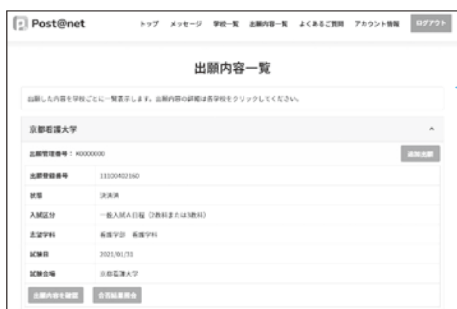 Post@net
トップ メッセージ 学校一覧 出願内容一覧 よくあるご質問 アカウント情報 ログアウト
出願内容一覧
出願した内容を学校ごとに一覧表示します。出願内容の詳細は各学校をクリックしてください。
京都看護大学
出願管理番号：#0000000 追加出願
出願登録番号 11100402160
状態 決済済
入試区分 一般入試A日程（2教科または3教科）
志望学科 看護学部 看護学科
試験日 2021/01/31
試験会場 京都看護大学
出願内容を確認 合否結果照会